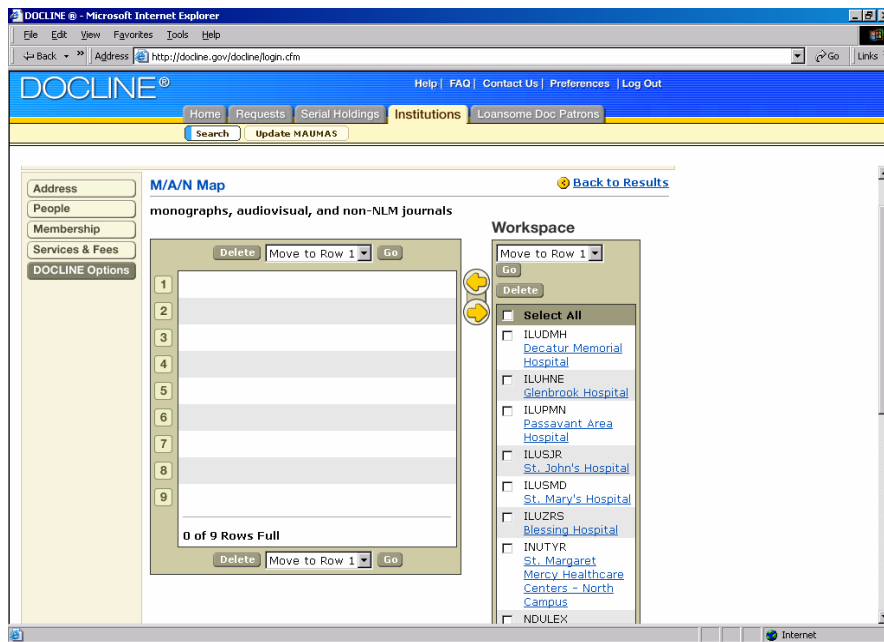 DOCLINE ® - Microsoft Internet Explorer
File Edit View Favorites Tools Help
Back » Address http://docline.gov/docline/login.cfm Go Links
DOCLINE®
Help | FAQ | Contact Us | Preferences | Log Out
Home Requests Serial Holdings Institutions Loansome Doc Patrons
Search Update MAUMAS
Address
People
Membership
Services & Fees
DOCLINE Options
M/A/N Map
Back to Results
monographs, audiovisual, and non-NLM journals
Delete Move to Row 1 Go
1
2
3
4
5
6
7
8
9
0 of 9 Rows Full
Delete Move to Row 1 Go
Workspace
Move to Row 1
Go
Delete
Select All
ILUDMH
Decatur Memorial
Hospital
ILUHNE
Glenbrook Hospital
ILUPMN
Passavant Area
Hospital
ILUSJR
St. John's Hospital
ILUSMD
St. Mary's Hospital
ILUZRS
Blessing Hospital
INUTYR
St. Margaret
Mercy Healthcare
Centers - North
Campus
NDULEX
Internet